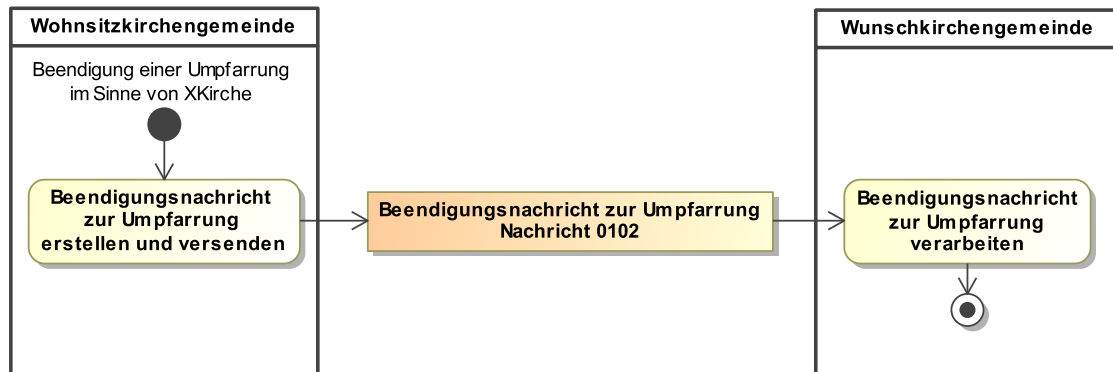 Wohnsitzkirchengemeinde
Beendigung einer Umpfarrung
im Sinne von XKirche
Beendigungsnachricht
zur Umpfarrung
erstellen und versenden
Beendigungsnachricht zur Umpfarrung
Nachricht 0102
Wunschkirchengemeinde
Beendigungsnachricht
zur Umpfarrung
verarbeiten